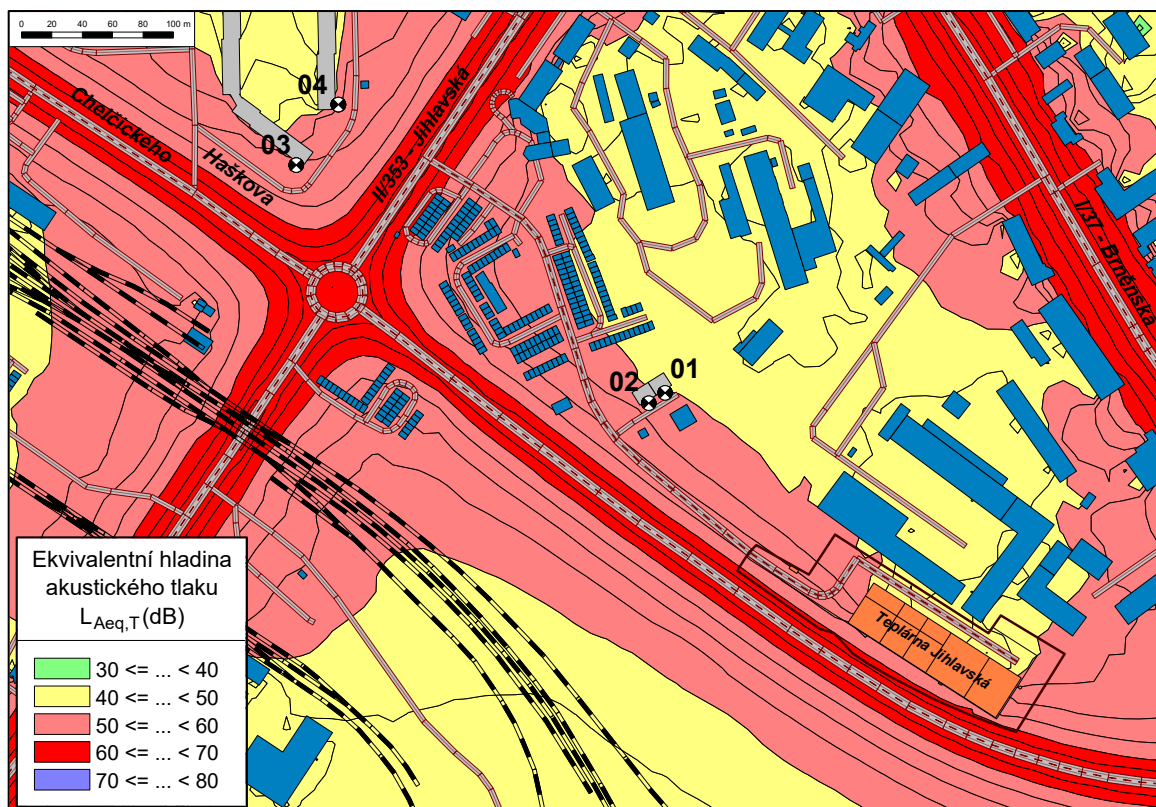 0 20 40 60 80 100 m
04
03
Chelčického
Haškova
II/353 - Jihlavská
I/37 - Brněnská
02 01
Teplárna Jihlavská
Ekvivalentní hladina
akustického tlaku
LAeq,T(dB)
30 <= ... < 40
40 <= ... < 50
50 <= ... < 60
60 <= ... < 70
70 <= ... < 80